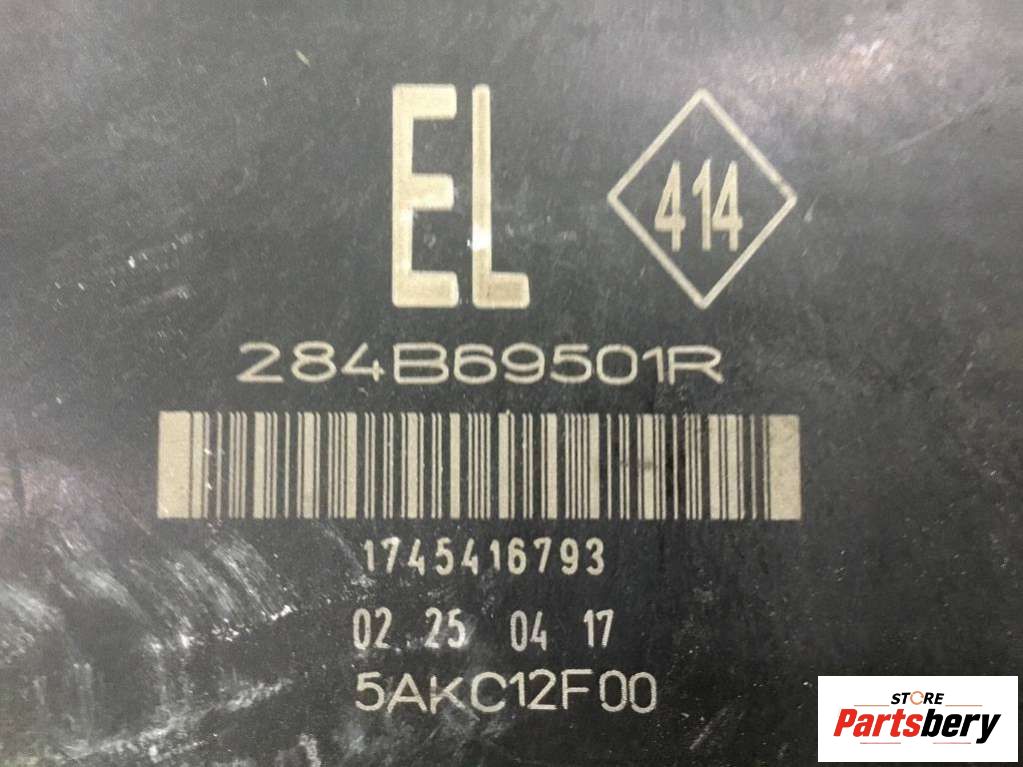 EL
414
284B69501R
1745416793
02 25 04 17
5AKC12F00
STORE
Partsbery